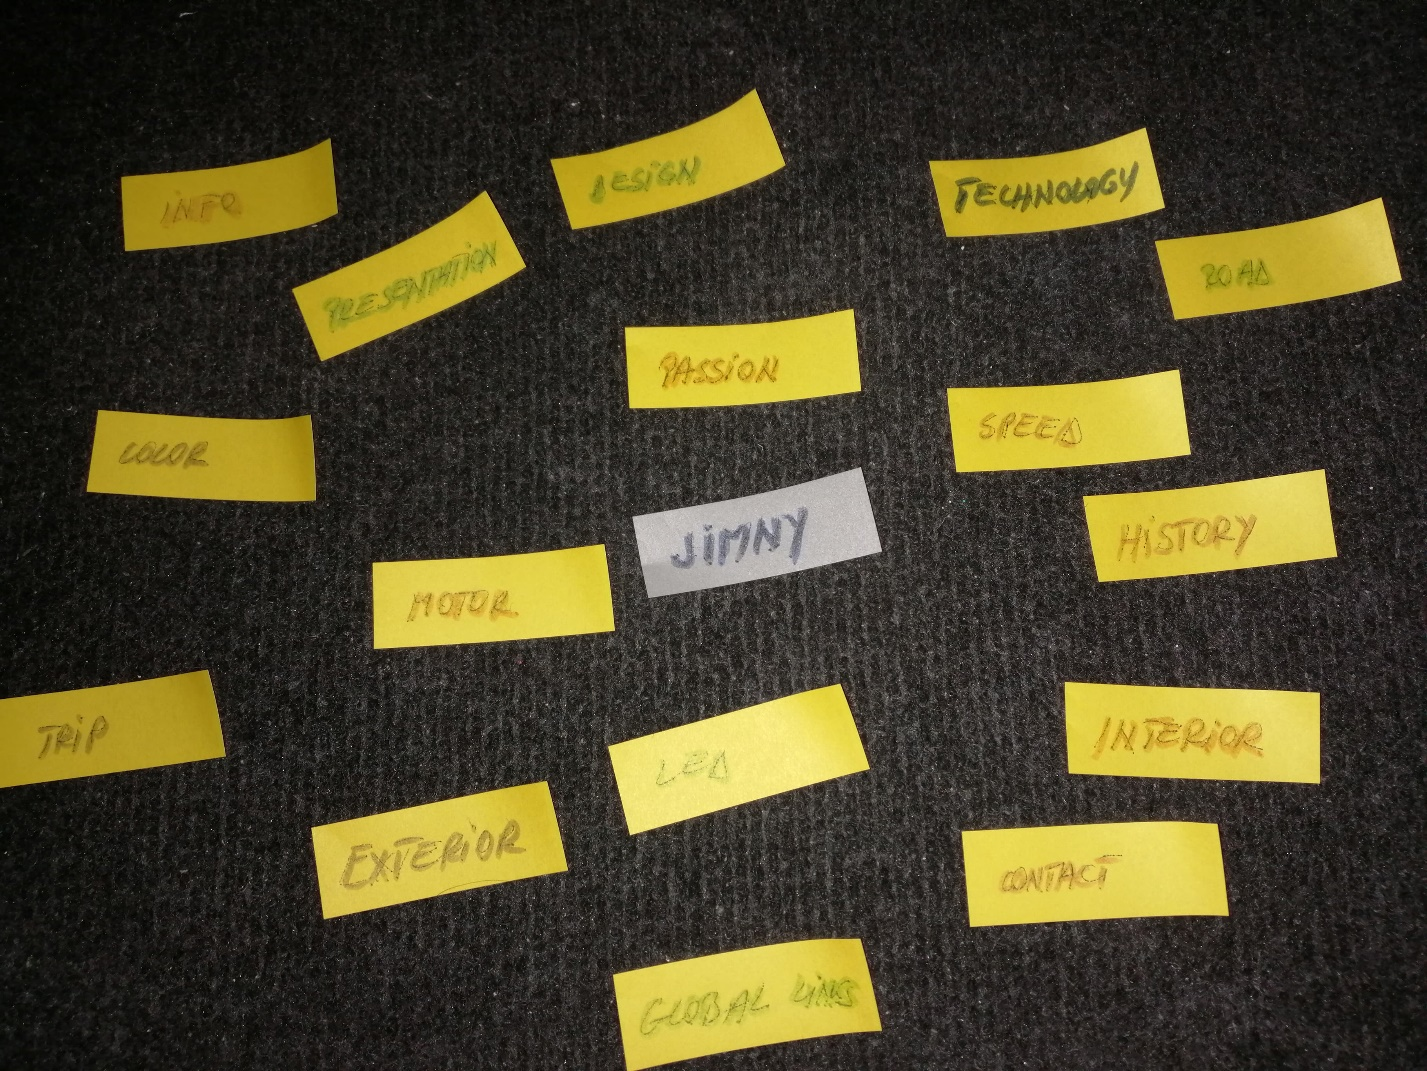 INFO
PRESENTATION
DESiGN
TECHNOLOGY
ROAD
PASSiON
COLOR
SPEED
JiMNY
HiSTORY
MOTOR
TRiP
LED
INTERiOR
EXTERiOR
CONTACT
GLOBAL LiNKS